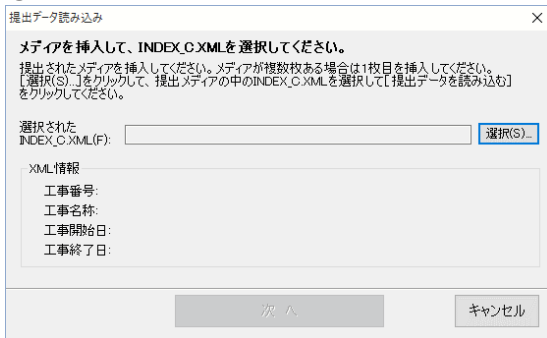 提出データ読み込み
メディアを挿入して、INDEX_C.XMLを選択してください。
提出されたメディアを挿入してください。メディアが複数枚ある場合は1枚目を挿入してください。
[選択(S)...]をクリックして、提出メディアの中のINDEX_C.XMLを選択して[提出データを読み込む]
をクリックしてください。
選択された
INDEX_C.XML(F):
選択(S)...
XML情報
工事番号:
工事名称:
工事開始日:
工事終了日:
次 へ
キャンセル